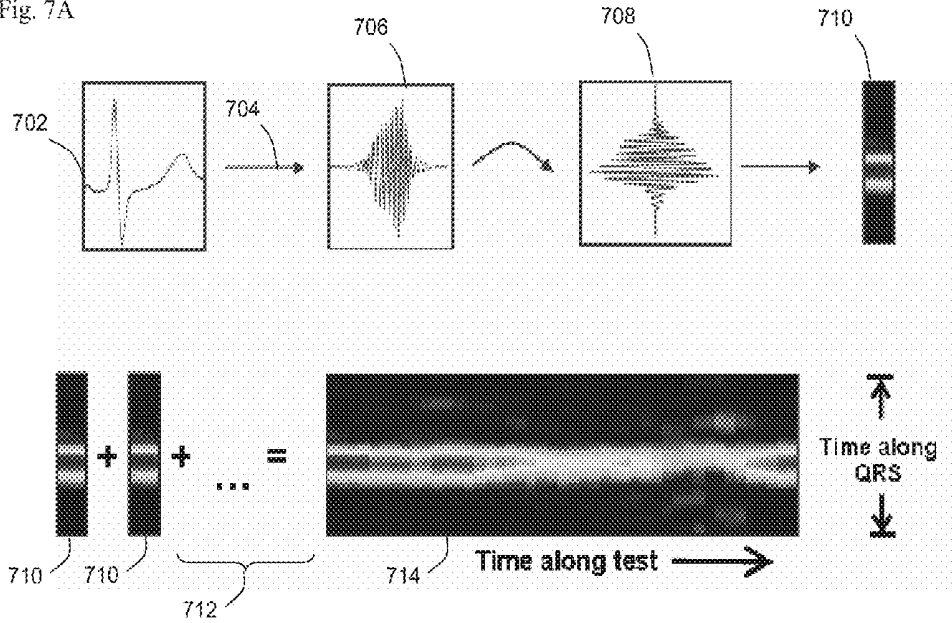 Fig. 7A
706
708
710
702
704
+ + ... =
Time along
QRS
710
710
712
714
Time along test